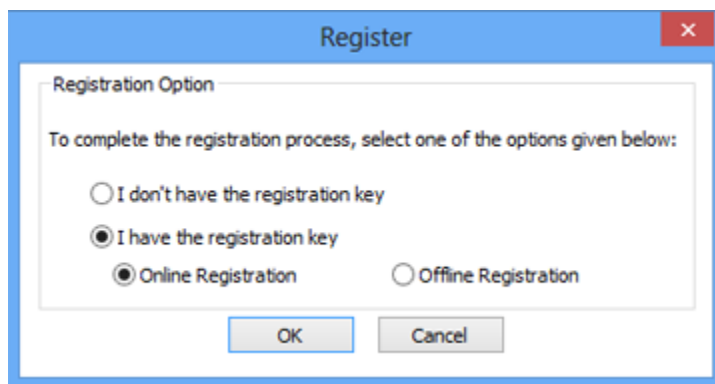 Register
Registration Option
To complete the registration process, select one of the options given below:
I don't have the registration key
I have the registration key
Online Registration Offline Registration
OK Cancel